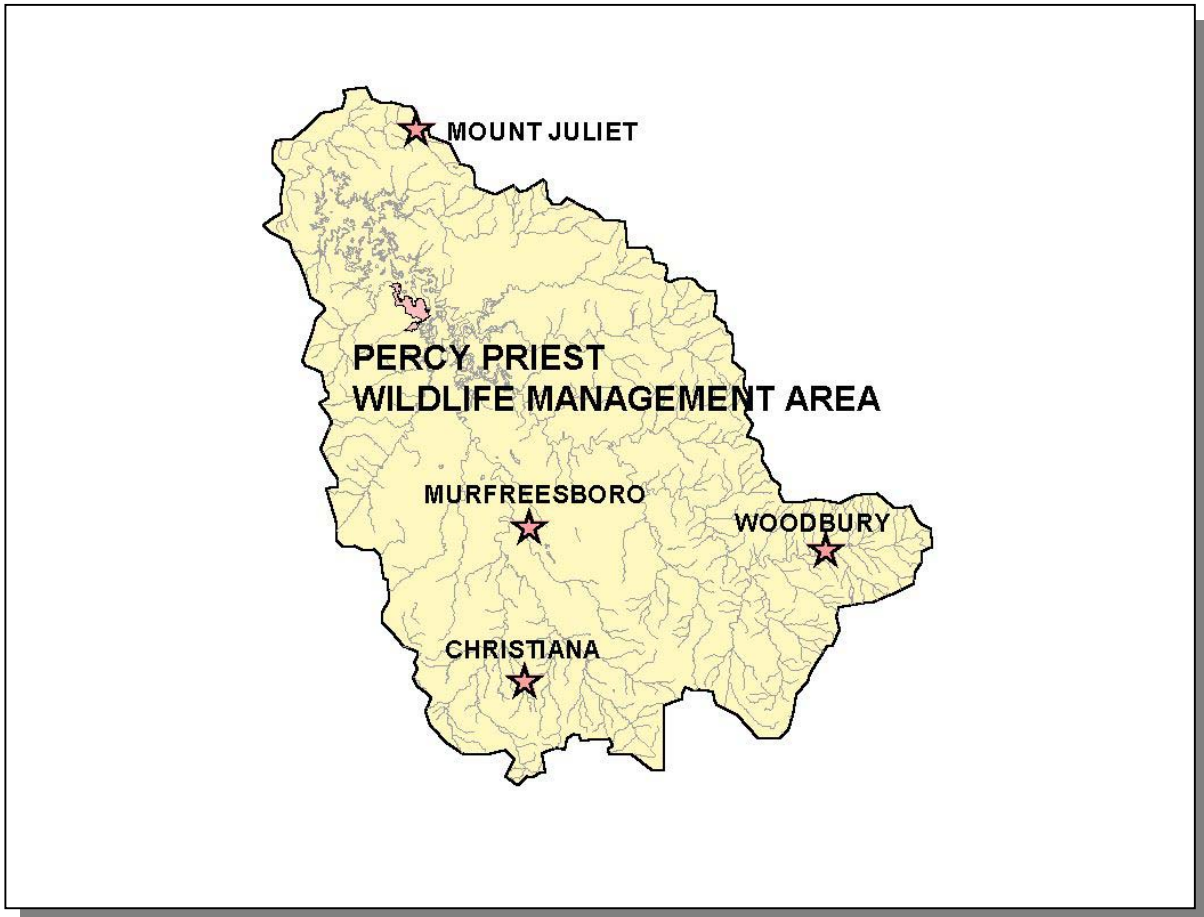 MOUNT JULIET
PERCY PRIEST
WILDLIFE MANAGEMENT AREA
MURFREESBORO
WOODBURY
CHRISTIANA